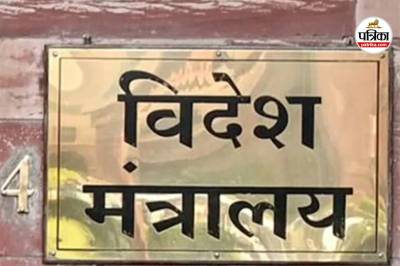 पत्रिका
patrika.com
विदेश
मंत्रालय
4